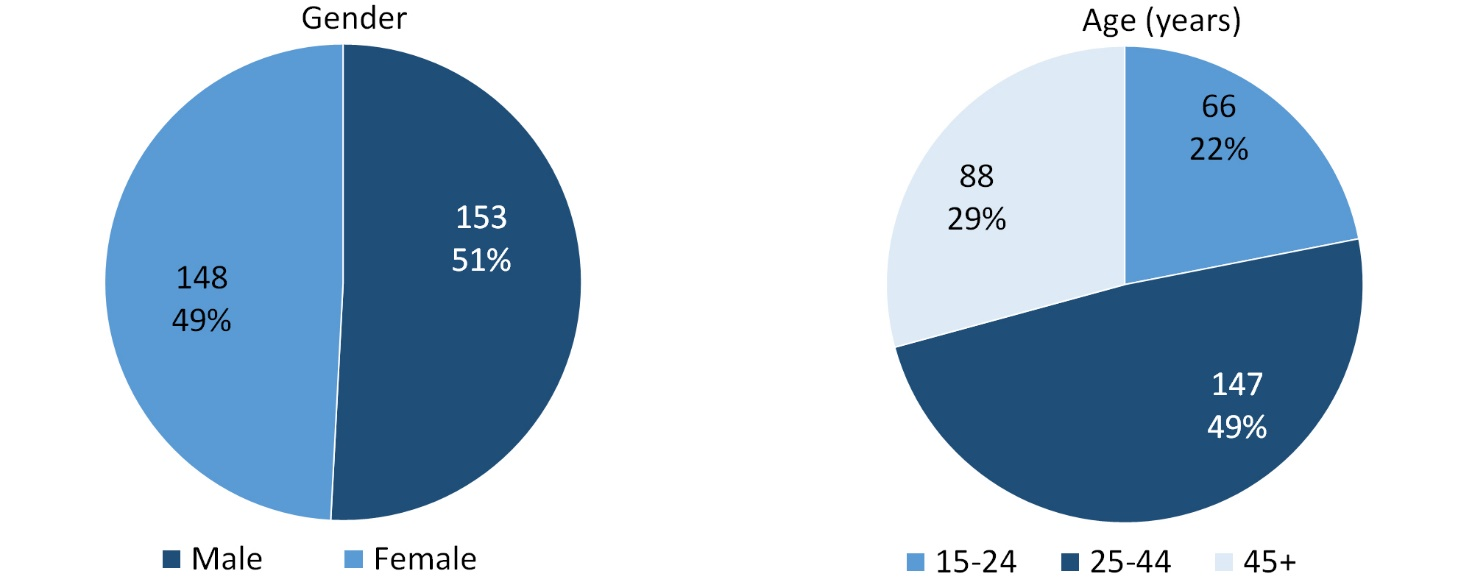 Gender
153
51%
148
49%
Male Female
Age (years)
66
22%
88
29%
147
49%
15-24 25-44 45+